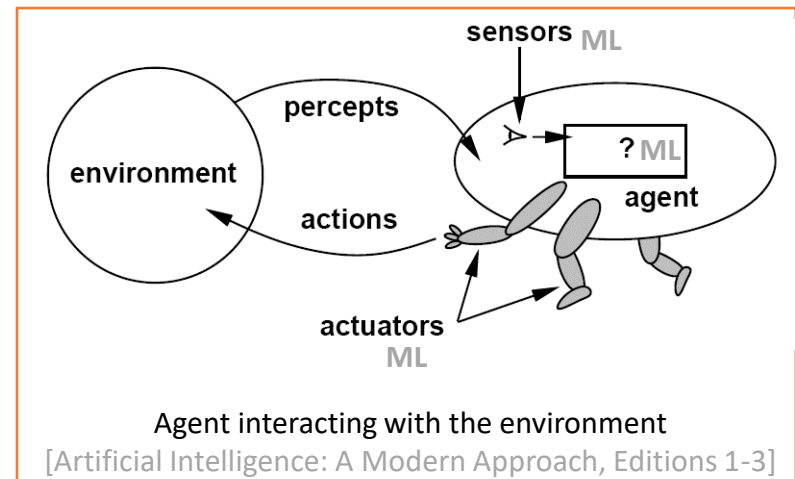 sensors ML
percepts
? ML
environment
agent
actions
actuators
ML
Agent interacting with the environment
[Artificial Intelligence: A Modern Approach, Editions 1-3]